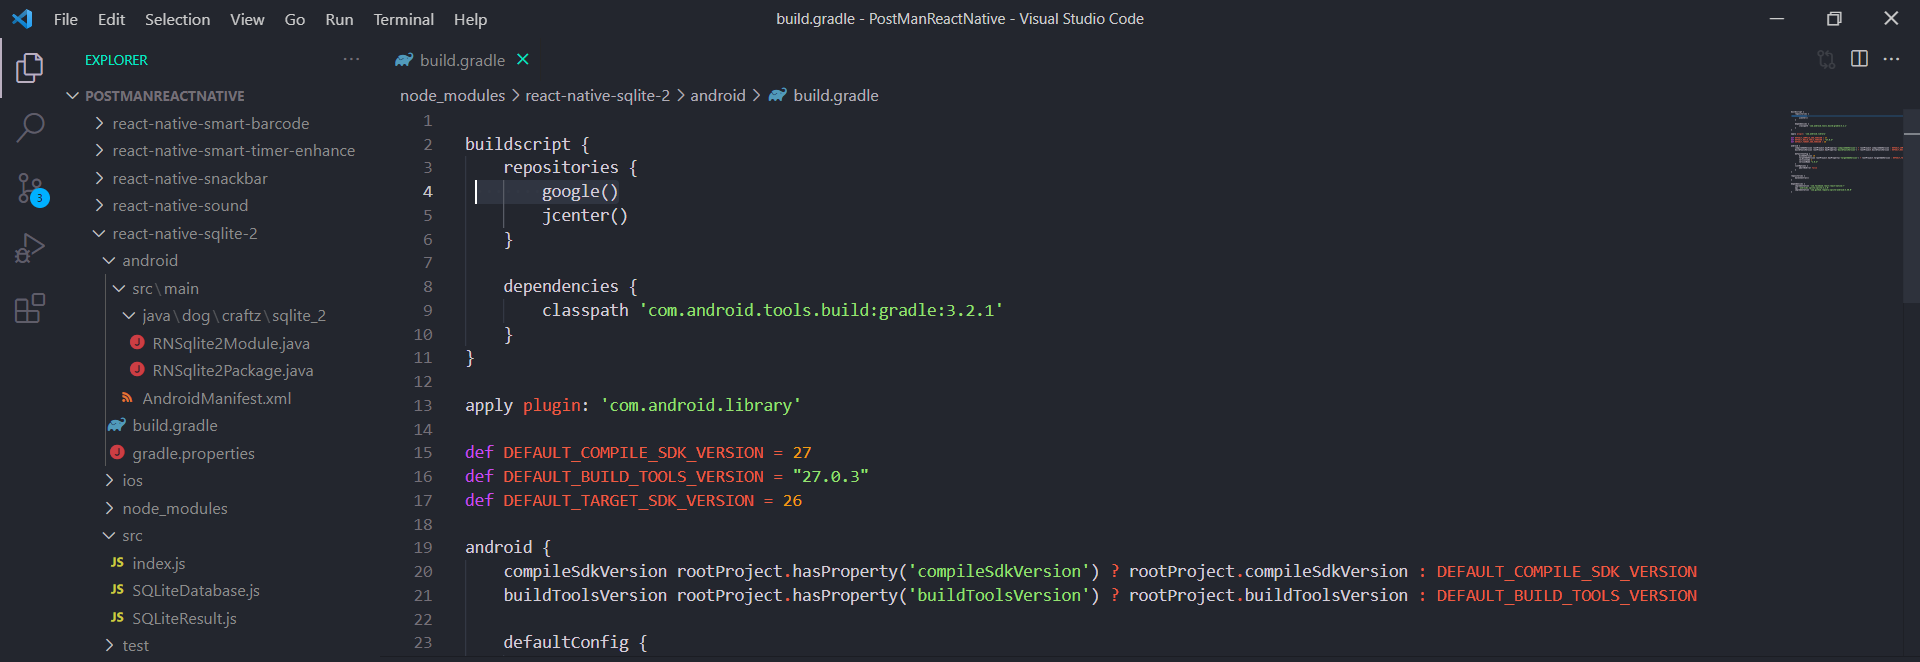 File Edit Selection View Go Run Terminal Help
build.gradle - PostManReactNative - Visual Studio Code
EXPLORER
POSTMANREACTNATIVE
react-native-smart-barcode
react-native-smart-timer-enhance
react-native-snackbar
react-native-sound
react-native-sqlite-2
android
src\main
java\dog\craftz\sqlite_2
J RNSqlite2Module.java
J RNSqlite2Package.java
AndroidManifest.xml
build.gradle
J gradle.properties
ios
node_modules
src
JS index.js
JS SQLiteDatabase.js
JS SQLiteResult.js
test
3
build.gradle
node_modules > react-native-sqlite-2 > android > build.gradle
1
2 buildscript {
3 repositories {
4 google()
5 jcenter()
6 }
7
8 dependencies {
9 classpath 'com.android.tools.build:gradle:3.2.1'
10 }
11 }
12
13 apply plugin: 'com.android.library'
14
15 def DEFAULT_COMPILE_SDK_VERSION = 27
16 def DEFAULT_BUILD_TOOLS_VERSION = "27.0.3"
17 def DEFAULT_TARGET_SDK_VERSION = 26
18
19 android {
20 compileSdkVersion rootProject.hasProperty('compileSdkVersion') ? rootProject.compileSdkVersion : DEFAULT_COMPILE_SDK_VERSION
21 buildToolsVersion rootProject.hasProperty('buildToolsVersion') ? rootProject.buildToolsVersion : DEFAULT_BUILD_TOOLS_VERSION
22
23 defaultConfig {